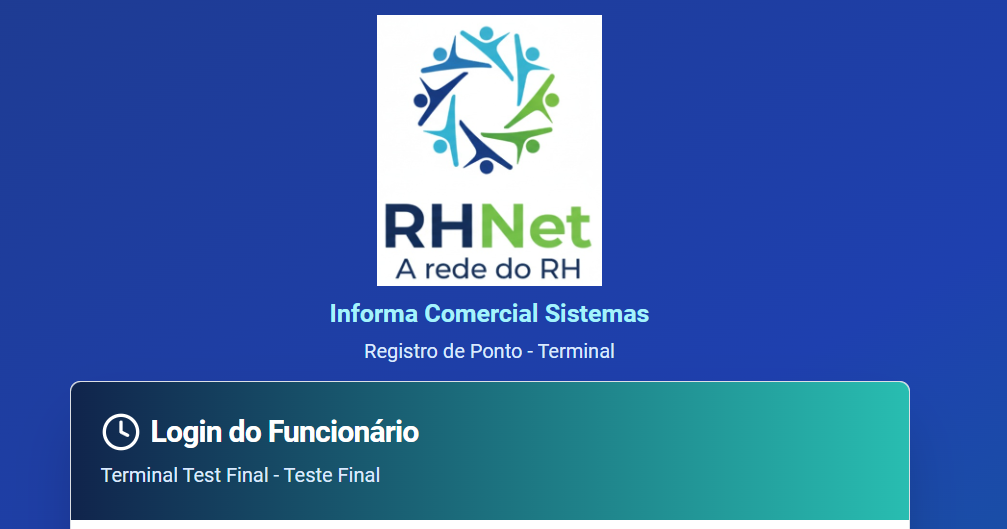 RHNet
A rede do RH
Informa Comercial Sistemas
Registro de Ponto - Terminal
Login do Funcionário
Terminal Test Final - Teste Final